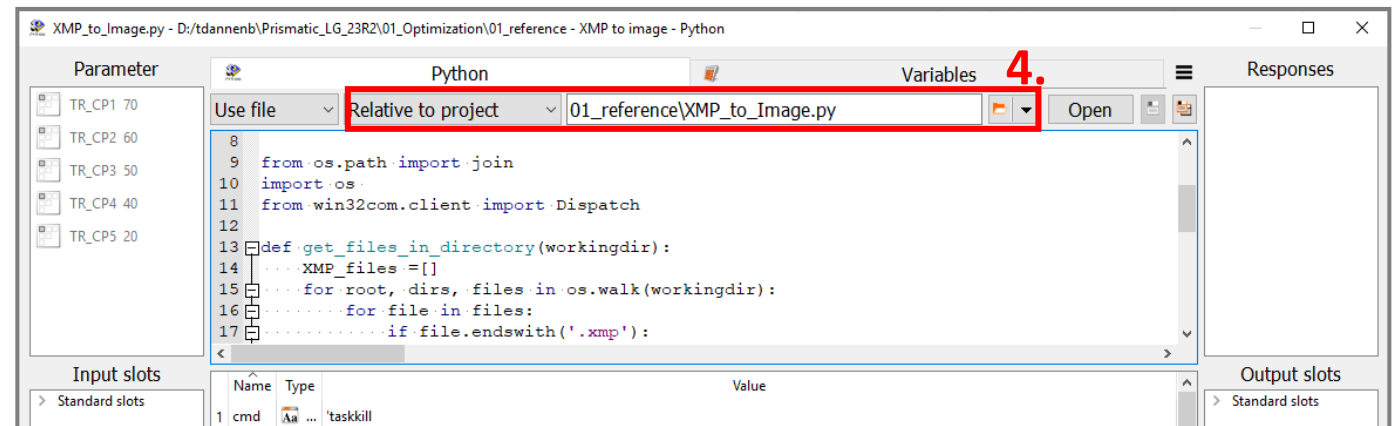 XMP_to_Image.py - D:/tdannenb\Prismatic_LG_23R2\01_Optimization\01_reference - XMP to image - Python
Parameter
Python
Variables
4.
Responses
TR_CP1 70
TR_CP2 60
TR_CP3 50
TR_CP4 40
TR_CP5 20
Use file
Relative to project
01_reference\XMP_to_Image.py
Open
8
9 from os.path import join
10 import os
11 from win32com.client import Dispatch
12
13 def get_files_in_directory(workingdir):
14 XMP_files =[]
15 for root, dirs, files in os.walk(workingdir):
16 for file in files:
17 if file.endswith('.xmp'):
Input slots
Standard slots
Name Type Value
1 cmd Aa ... 'taskkill
Output slots
Standard slots